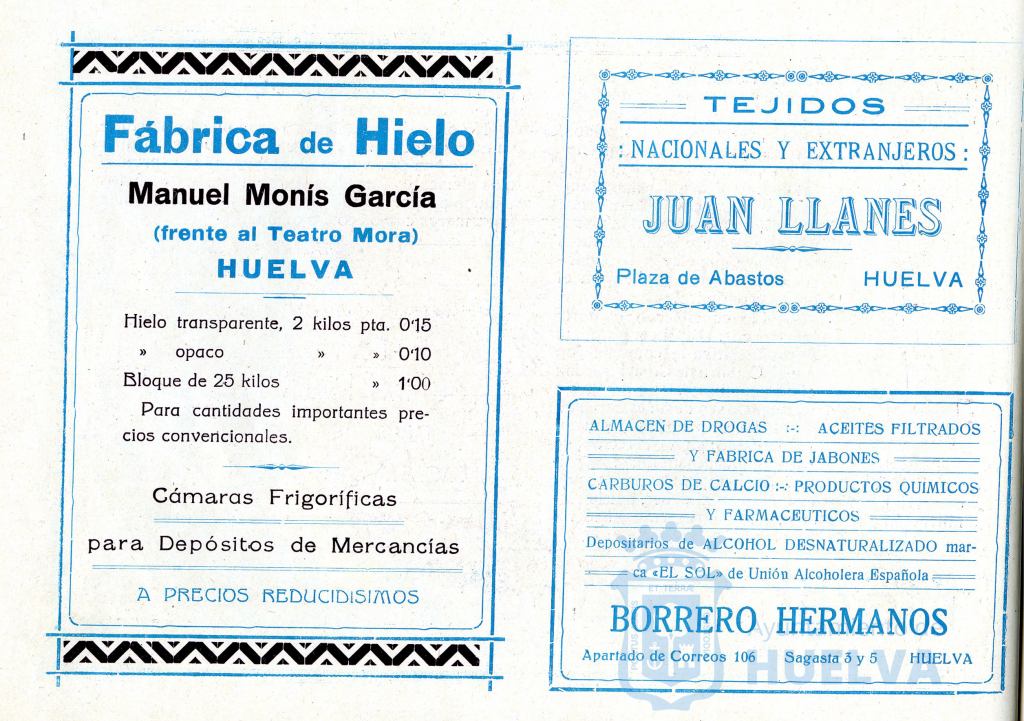 Fábrica de Hielo
Manuel Monís García
(frente al Teatro Mora)
HUELVA
Hielo transparente, 2 kilos pta. 0'15
» opaco » » 0'10
Bloque de 25 kilos » 1'00
Para cantidades importantes pre-
cios convencionales.
Cámaras Frigoríficas
para Depósitos de Mercancías
A PRECIOS REDUCIDISIMOS
TEJIDOS
: NACIONALES Y EXTRANJEROS :
JUAN LLANES
Plaza de Abastos HUELVA
ALMACEN DE DROGAS :-: ACEITES FILTRADOS
Y FABRICA DE JABONES
CARBUROS DE CALCIO :-: PRODUCTOS QUIMICOS
Y FARMACEUTICOS
Depositarios de ALCOHOL DESNATURALIZADO mar-
ca «EL SOL» de Unión Alcoholera Española
BORRERO HERMANOS
Apartado de Correos 106 Sagasta 3 y 5 HUELVA
ET TERRA
Ayuntamiento de
HUELVA